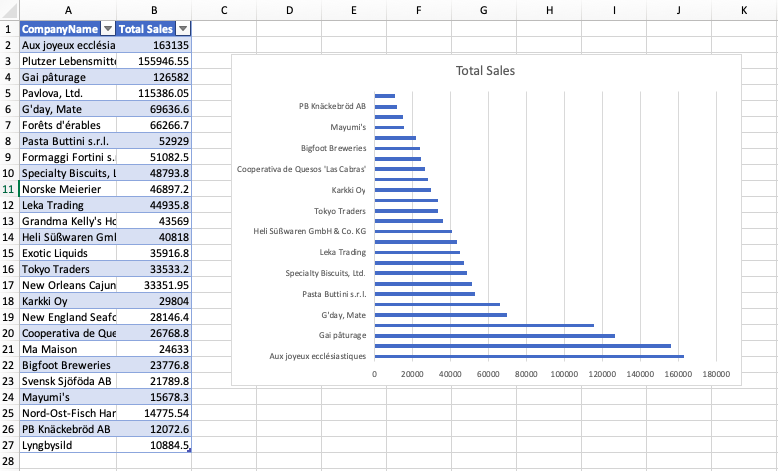 A B C D E F G H I J K
1 CompanyName Total Sales
2 Aux joyeux ecclésia 163135
3 Plutzer Lebensmitte 155946.55
4 Gai pâturage 126582
5 Pavlova, Ltd. 115386.05
6 G'day, Mate 69636.6
7 Forêts d'érables 66266.7
8 Pasta Buttini s.r.l. 52929
9 Formaggi Fortini s.r 51082.5
10 Specialty Biscuits, L 48793.8
11 Norske Meierier 46897.2
12 Leka Trading 44935.8
13 Grandma Kelly's Ho 43569
14 Heli Süßwaren Gml 40818
15 Exotic Liquids 35916.8
16 Tokyo Traders 33533.2
17 New Orleans Cajun 33351.95
18 Karkki Oy 29804
19 New England Seafo 28146.4
20 Cooperativa de Que 26768.8
21 Ma Maison 24633
22 Bigfoot Breweries 23776.8
23 Svensk Sjöföda AB 21789.8
24 Mayumi's 15678.3
25 Nord-Ost-Fisch Har 14775.54
26 PB Knäckebröd AB 12072.6
27 Lyngbysild 10884.5
28
Total Sales
PB Knäckebröd AB
Mayumi's
Bigfoot Breweries
Cooperativa de Quesos 'Las Cabras'
Karkki Oy
Tokyo Traders
Heli Süßwaren GmbH & Co. KG
Leka Trading
Specialty Biscuits, Ltd.
Pasta Buttini s.r.l.
G'day, Mate
Gai pâturage
Aux joyeux ecclésiastiques
0 20000 40000 60000 80000 100000 120000 140000 160000 180000